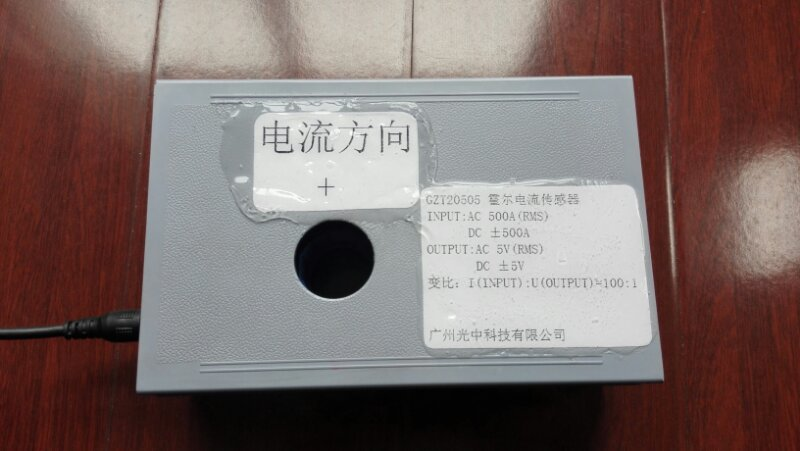 电流方向
+
GZT20505 霍尔电流传感器
INPUT:AC 500A(RMS)
DC ±500A
OUTPUT:AC 5V(RMS)
DC ±5V
变比: I(INPUT):U(OUTPUT)=100:1
广州光中科技有限公司